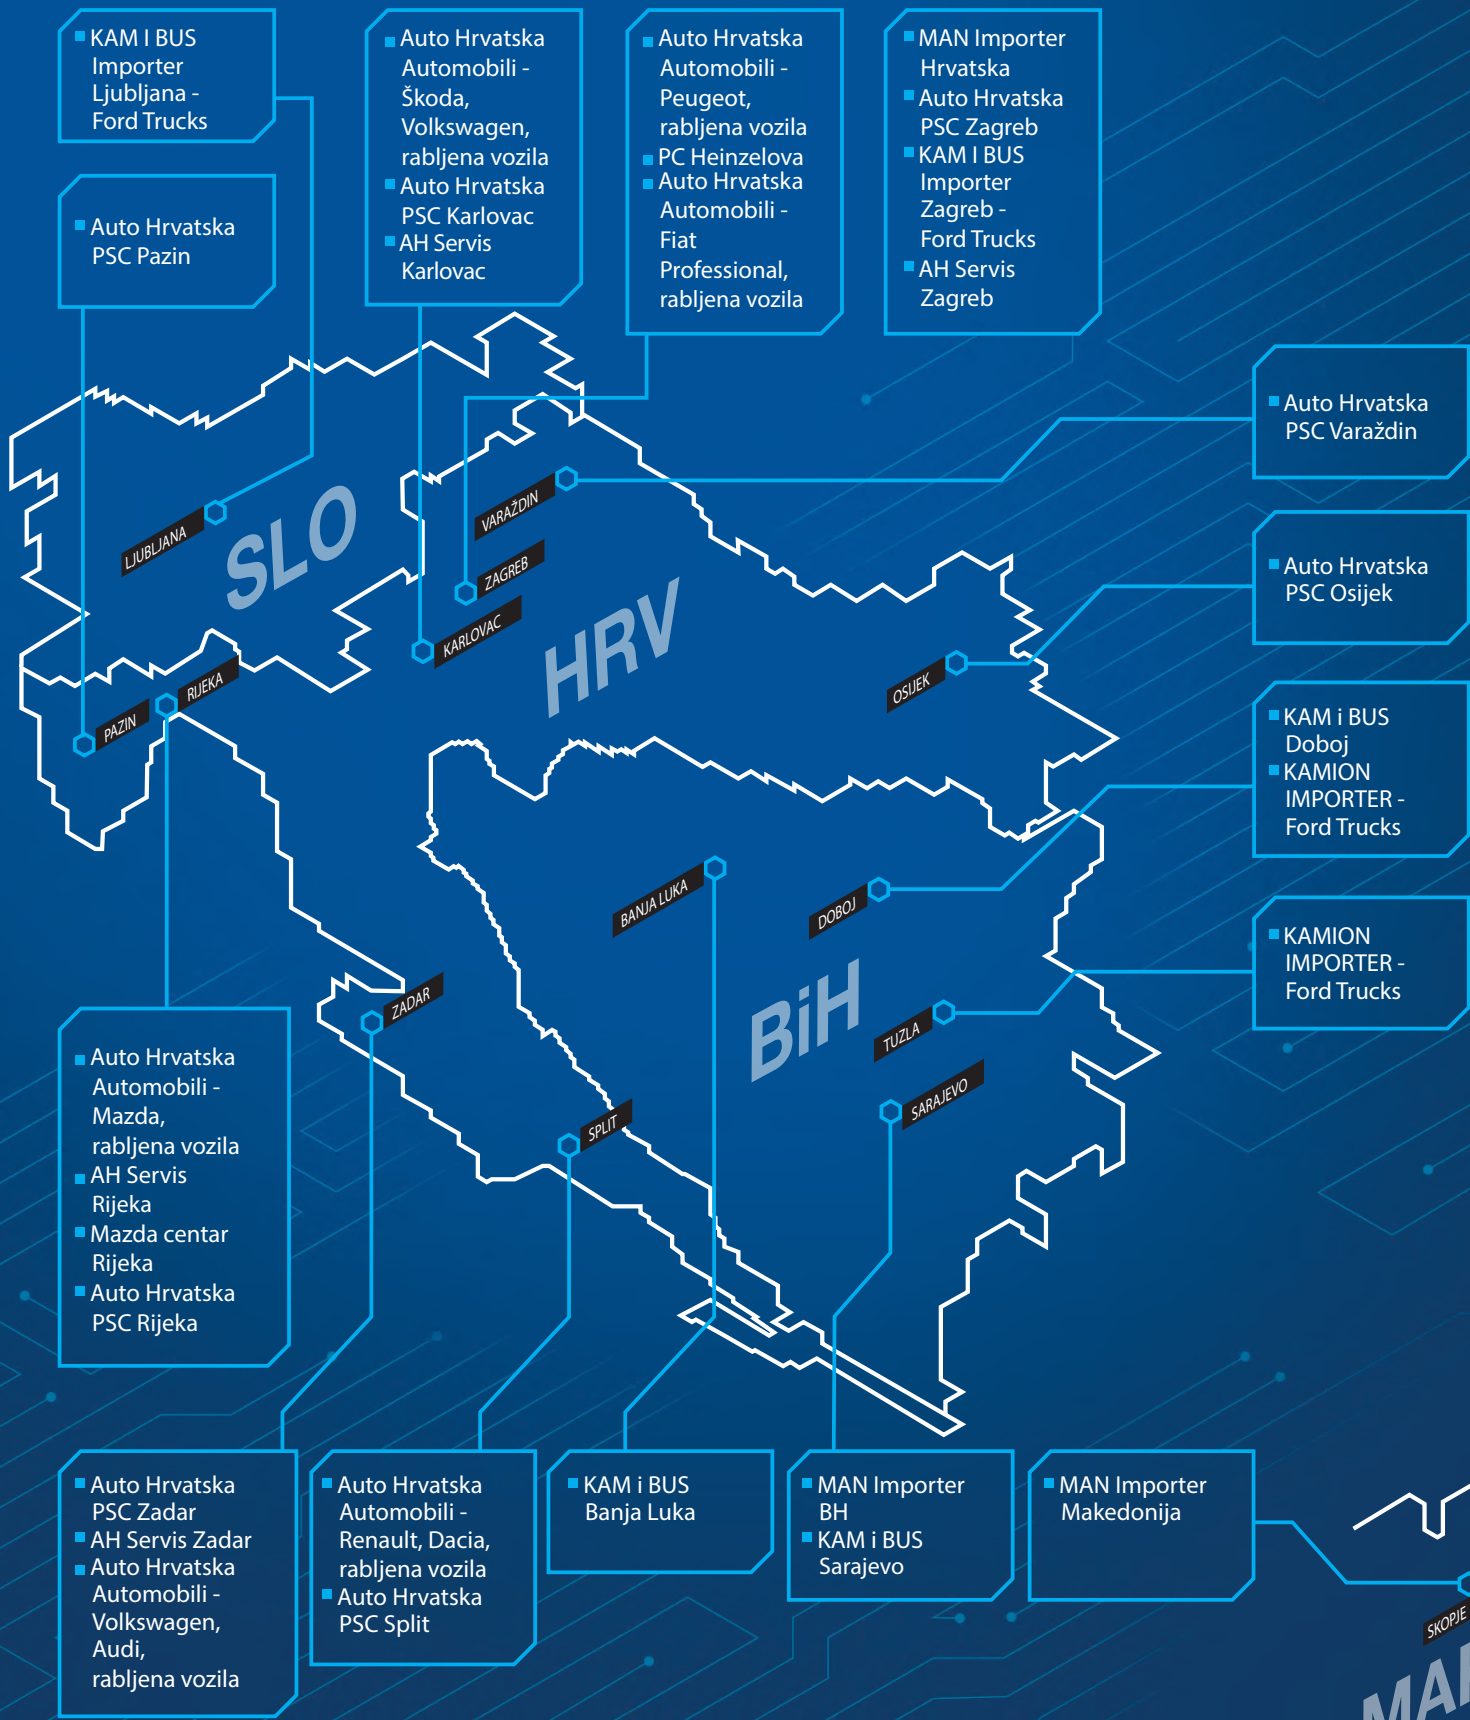 KAM I BUS
Importer
Ljubljana -
Ford Trucks
Auto Hrvatska
PSC Pazin
Auto Hrvatska
Automobili -
Škoda,
Volkswagen,
rabljena vozila
Auto Hrvatska
PSC Karlovac
AH Servis
Karlovac
Auto Hrvatska
Automobili -
Peugeot,
rabljena vozila
PC Heinzelova
Auto Hrvatska
Automobili -
Fiat
Professional,
rabljena vozila
MAN Importer
Hrvatska
Auto Hrvatska
PSC Zagreb
KAM I BUS
Importer
Zagreb -
Ford Trucks
AH Servis
Zagreb
Auto Hrvatska
PSC Varaždin
Auto Hrvatska
PSC Osijek
KAM i BUS
Doboj
KAMION
IMPORTER -
Ford Trucks
KAMION
IMPORTER -
Ford Trucks
LJUBLJANA
SLO
VARAŽDIN
ZAGREB
KARLOVAC
HRV
RIJEKA
PAZIN
OSIJEK
BANJA LUKA
DOBOJ
BiH
ZADAR
TUZLA
SARAJEVO
SPLIT
Auto Hrvatska
Automobili -
Mazda,
rabljena vozila
AH Servis
Rijeka
Mazda centar
Rijeka
Auto Hrvatska
PSC Rijeka
Auto Hrvatska
PSC Zadar
AH Servis Zadar
Auto Hrvatska
Automobili -
Volkswagen,
Audi,
rabljena vozila
Auto Hrvatska
Automobili -
Renault, Dacia,
rabljena vozila
Auto Hrvatska
PSC Split
KAM i BUS
Banja Luka
MAN Importer
BH
KAM i BUS
Sarajevo
MAN Importer
Makedonija
SKOPJE